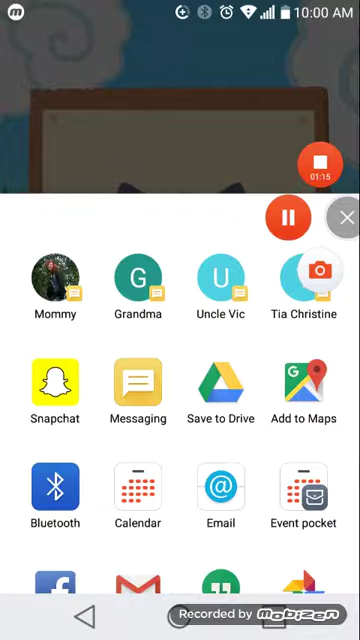 10:00 AM
01:15
G
U
Mommy
Grandma
Uncle Vic
Tia Christine
G
Snapchat
Messaging
Save to Drive
Add to Maps
@
Bluetooth
Calendar
Email
Event pocket
Recorded by mobizen